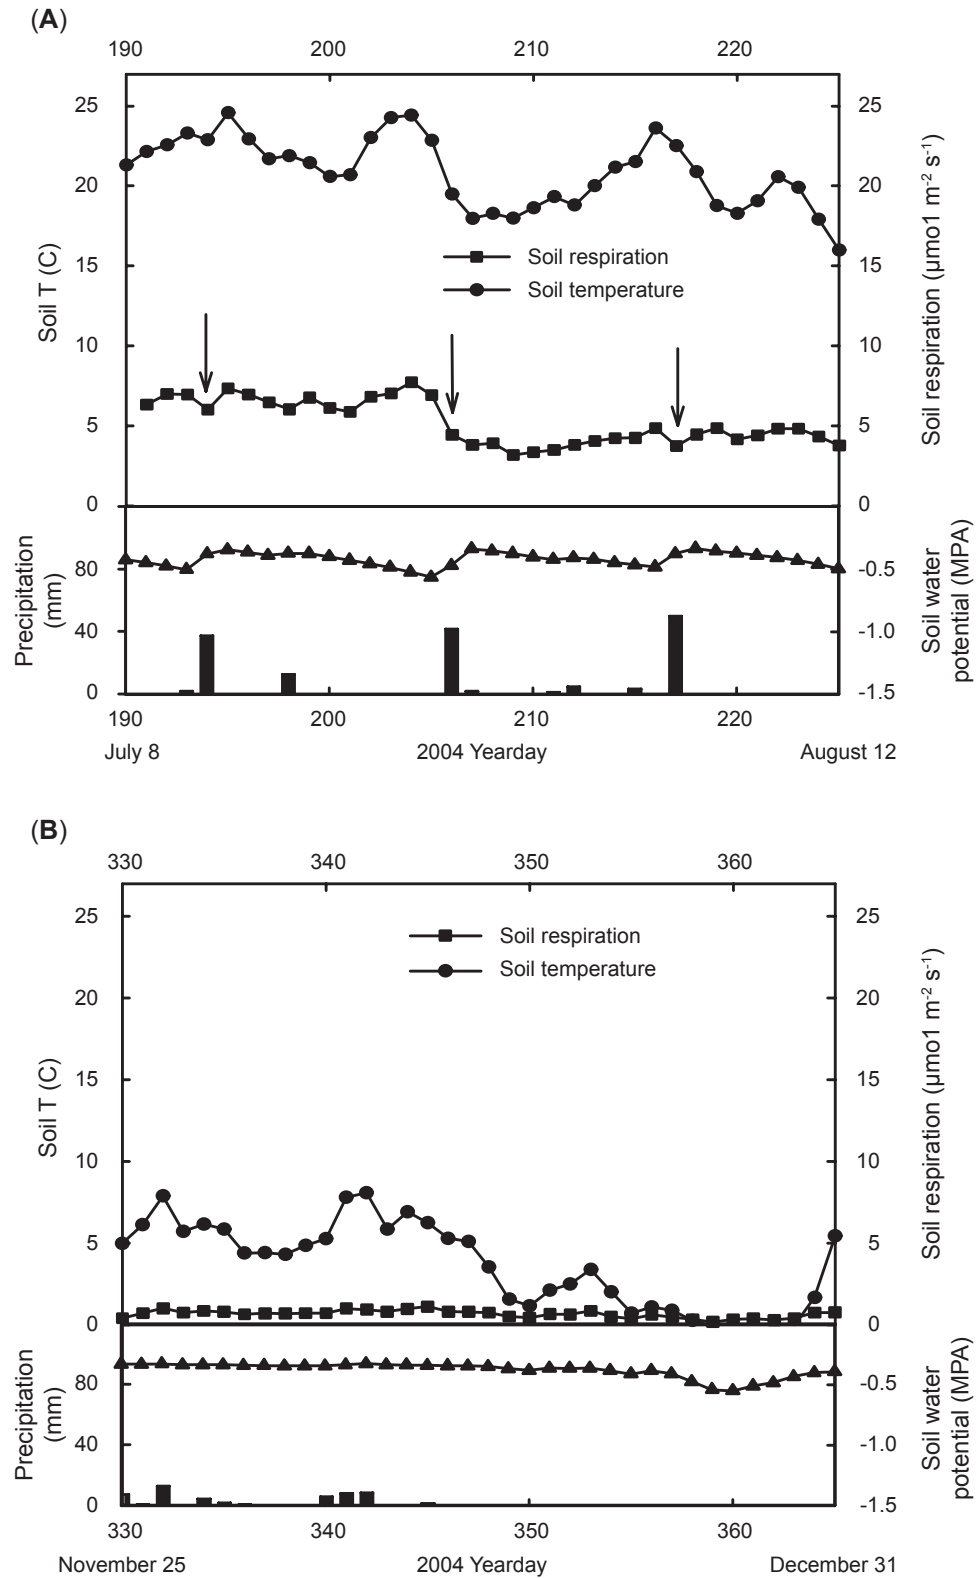 (A)
190 200 210 220
25 25
20 20
15 15
10 10
5 5
0 0
Soil T (C)
Soil respiration (µmo1 m-2 s-1)
Soil respiration
Soil temperature
80 -0.5
40 -1.0
0 -1.5
Precipitation
(mm)
Soil water
potential (MPA)
190 200 210 220
July 8 2004 Yearday August 12
(B)
330 340 350 360
25 25
20 20
15 15
10 10
5 5
0 0
Soil T (C)
Soil respiration (µmo1 m-2 s-1)
Soil respiration
Soil temperature
80 -0.5
40 -1.0
0 -1.5
Precipitation
(mm)
Soil water
potential (MPA)
330 340 350 360
November 25 2004 Yearday December 31